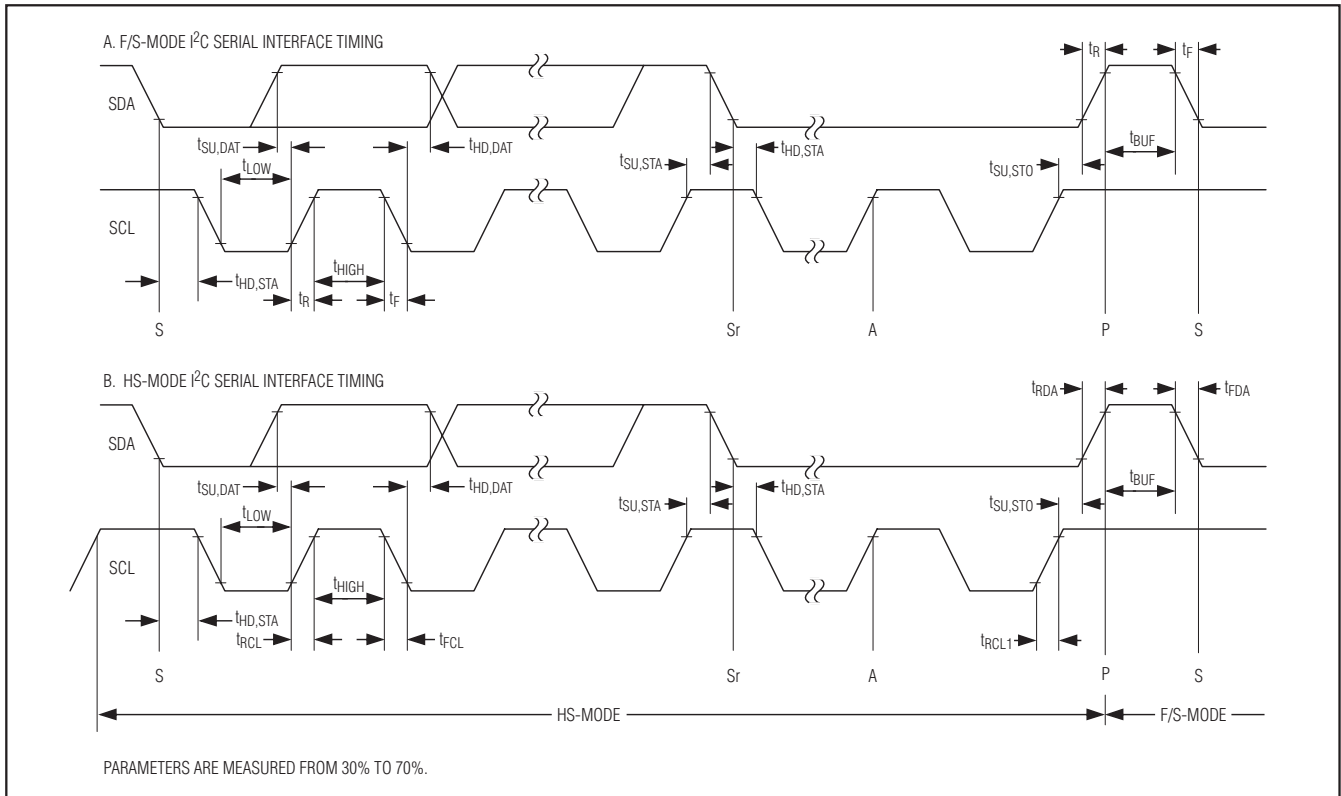 A. F/S-MODE I²C SERIAL INTERFACE TIMING
tR
tF
SDA
tSU,DAT
tHD,DAT
tLOW
tSU,STA
tHD,STA
tSU,STO
tBUF
SCL
tHD,STA
tR
tHIGH
tF
S
Sr
A
P
S
B. HS-MODE I²C SERIAL INTERFACE TIMING
tRDA
tFDA
SDA
tSU,DAT
tHD,DAT
tLOW
tSU,STA
tHD,STA
tSU,STO
tBUF
SCL
tHD,STA
tRCL
tHIGH
tFCL
tRCL1
S
Sr
A
P
S
HS-MODE
F/S-MODE
PARAMETERS ARE MEASURED FROM 30% TO 70%.